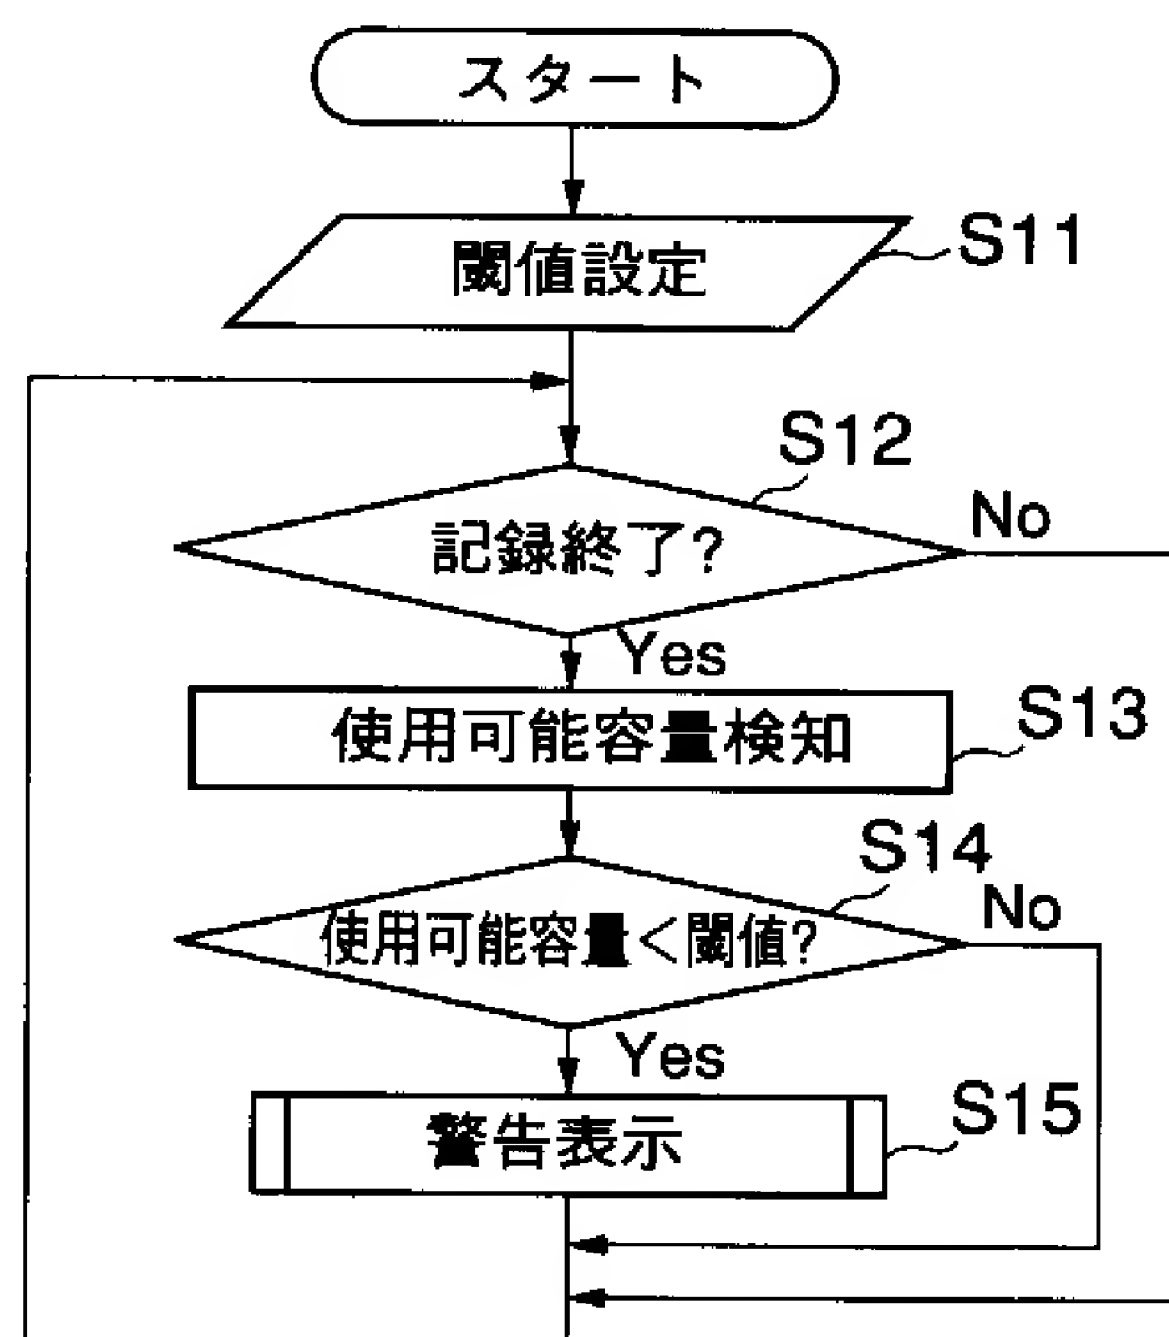 スタート
閾値設定
S11
S12
記録終了?
No
Yes
使用可能容量検知
S13
S14
使用可能容量<閾値?
No
Yes
警告表示
S15